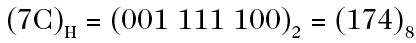 (7C)H = (001 111 100)2 = (174)8